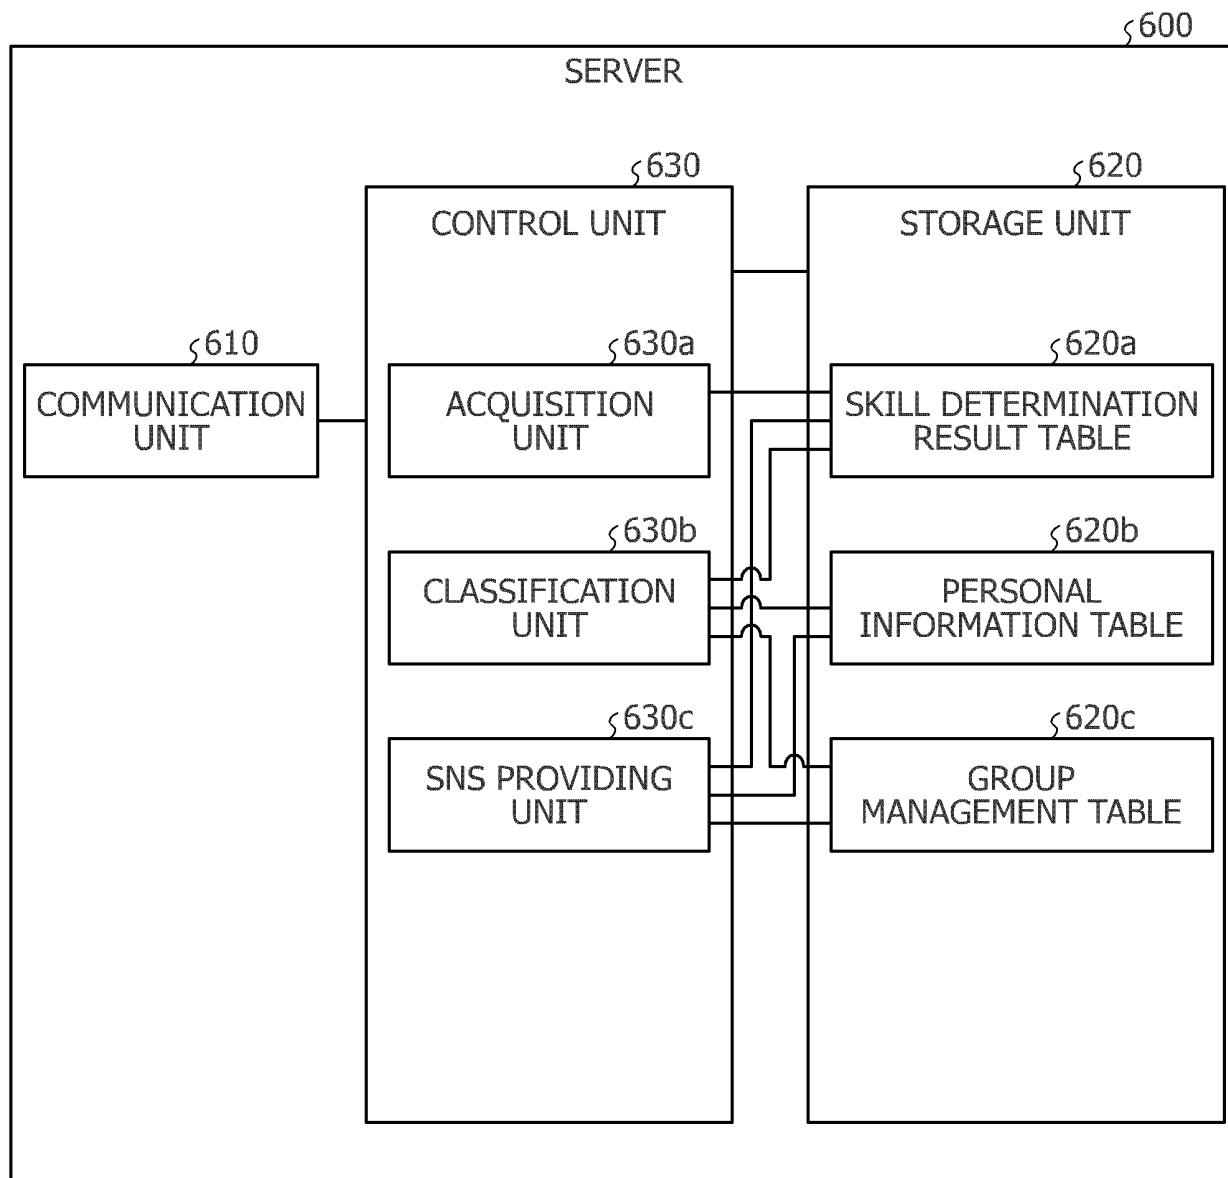 600
SERVER
630
CONTROL UNIT
620
STORAGE UNIT
610
COMMUNICATION
UNIT
630a
ACQUISITION
UNIT
620a
SKILL DETERMINATION
RESULT TABLE
630b
CLASSIFICATION
UNIT
620b
PERSONAL
INFORMATION TABLE
630c
SNS PROVIDING
UNIT
620c
GROUP
MANAGEMENT TABLE